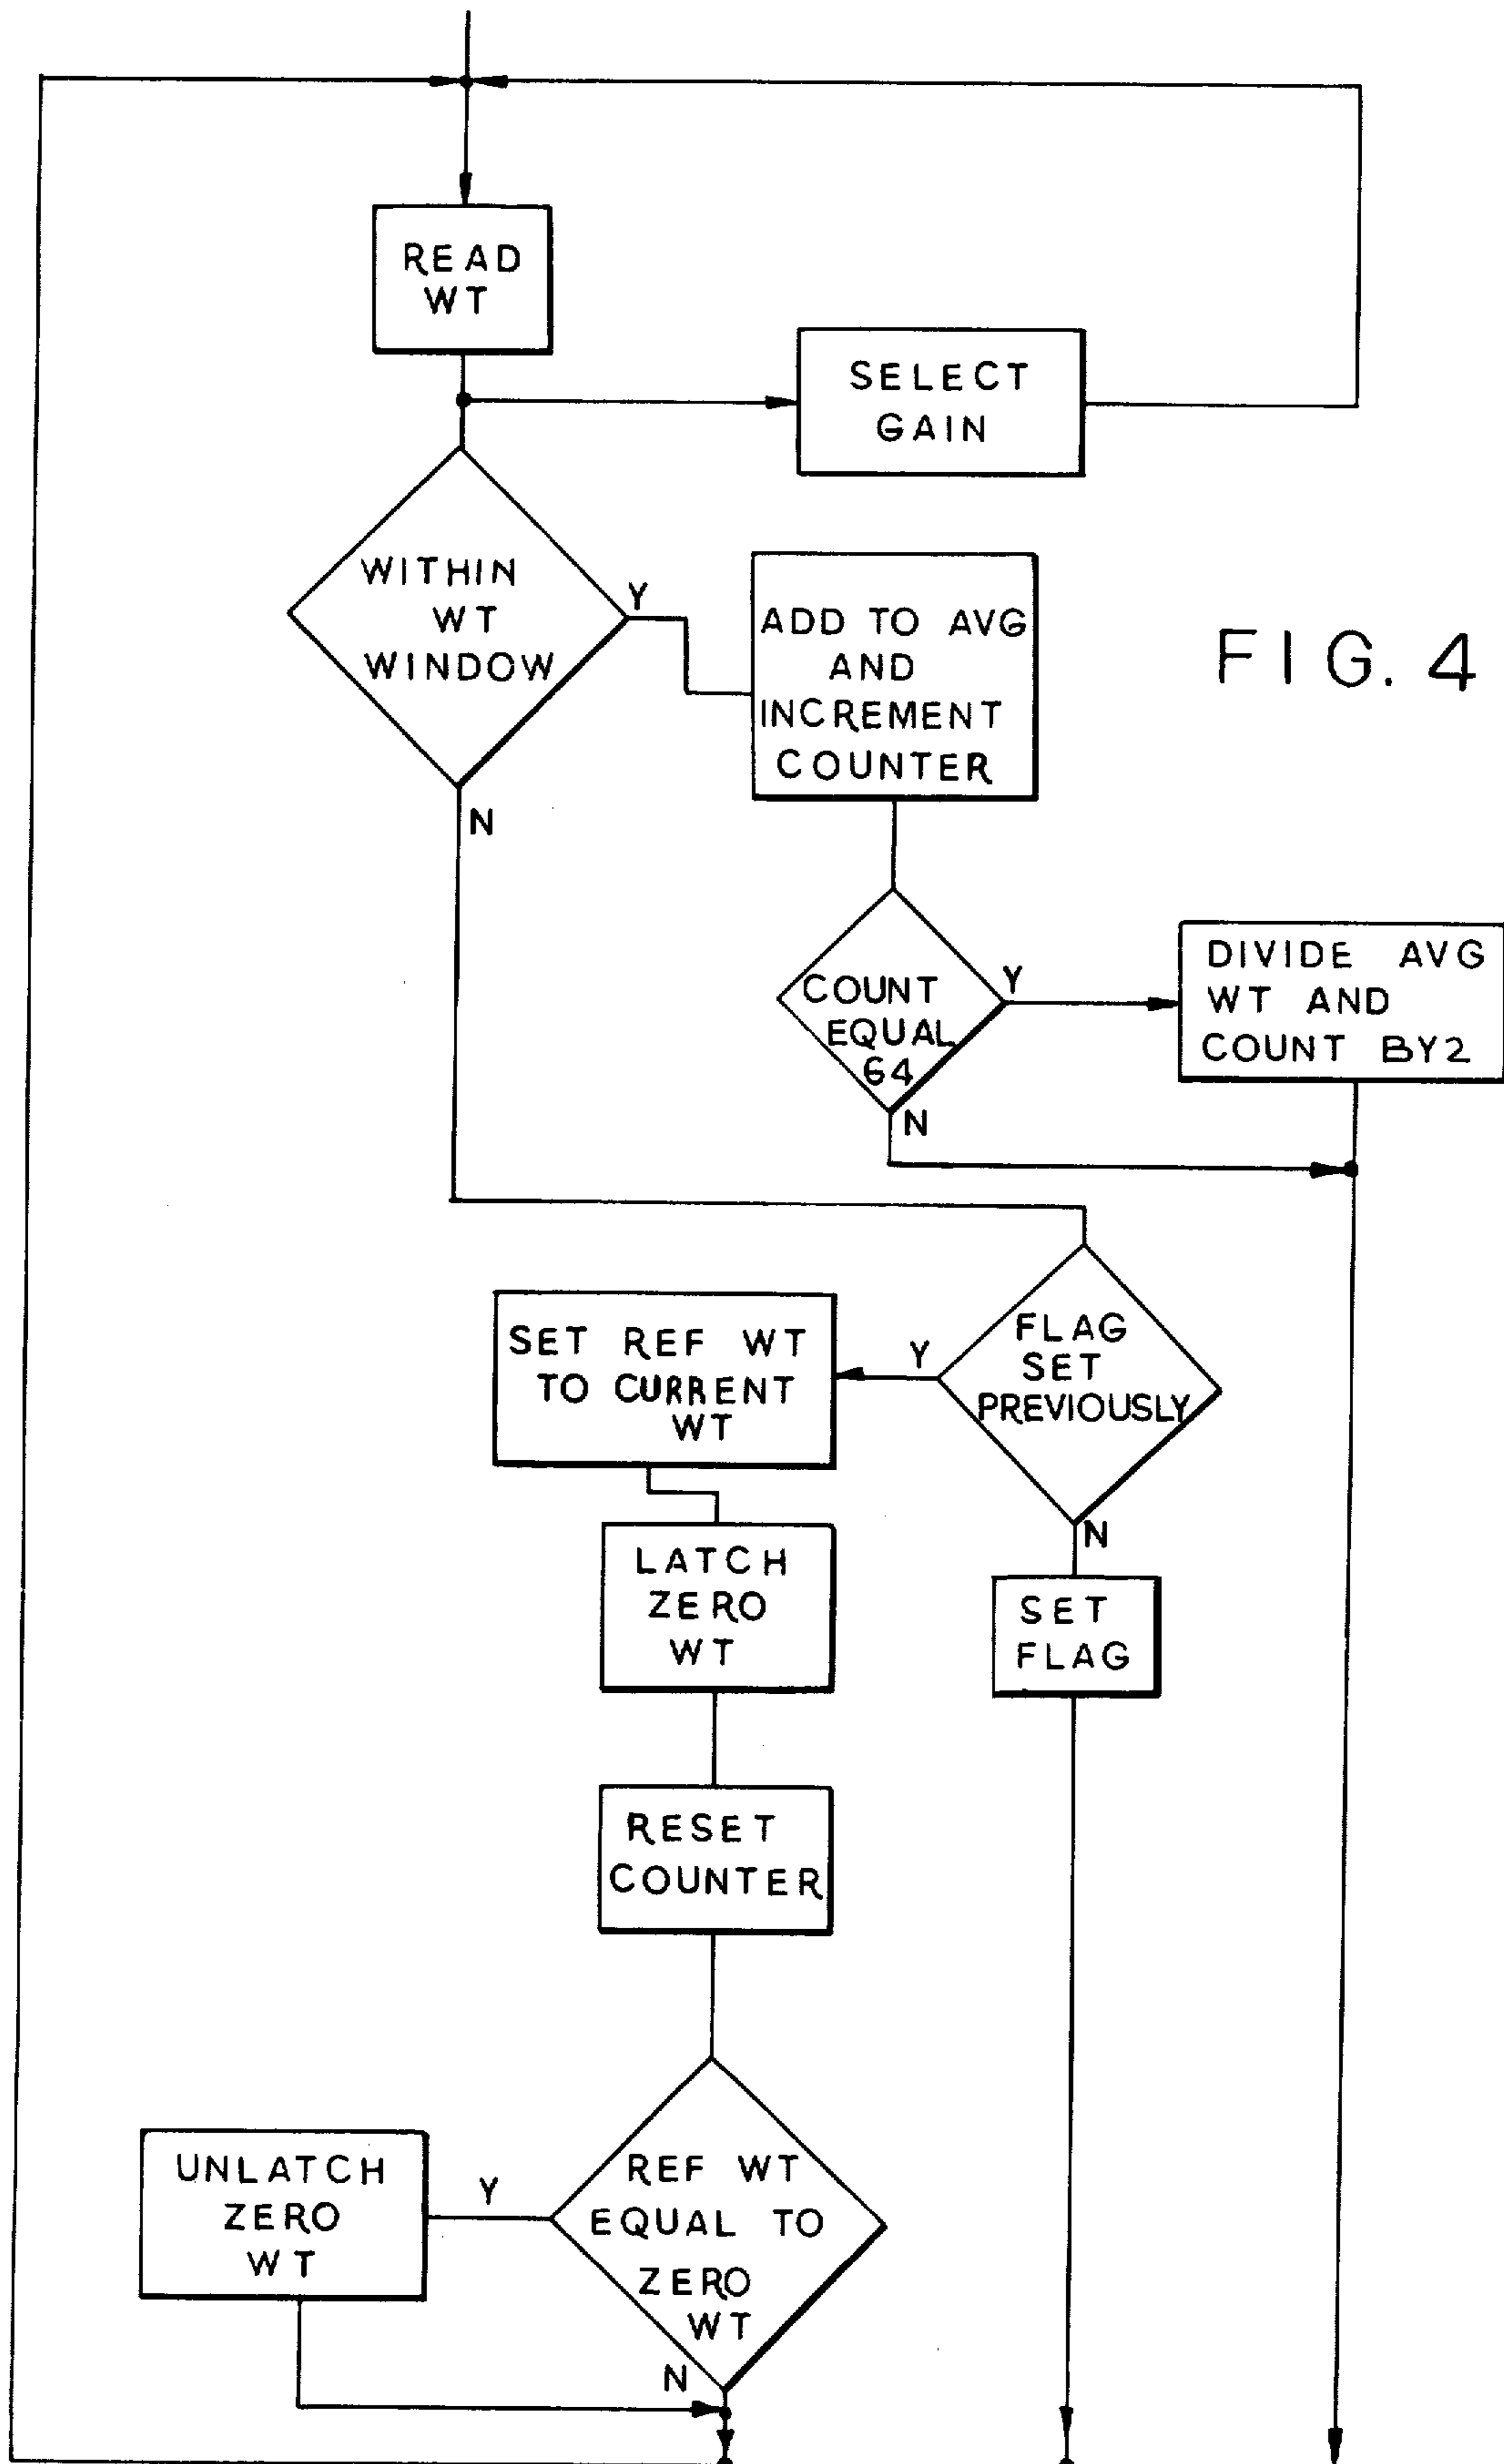 READ
WT
SELECT
GAIN
WITHIN
WT
WINDOW
Y
N
ADD TO AVG
AND
INCREMENT
COUNTER
FIG. 4
COUNT
EQUAL
64
Y
N
DIVIDE AVG
WT AND
COUNT BY2
FLAG
SET
PREVIOUSLY
Y
N
SET REF WT
TO CURRENT
WT
LATCH
ZERO
WT
SET
FLAG
RESET
COUNTER
REF WT
EQUAL TO
ZERO
WT
Y
N
UNLATCH
ZERO
WT